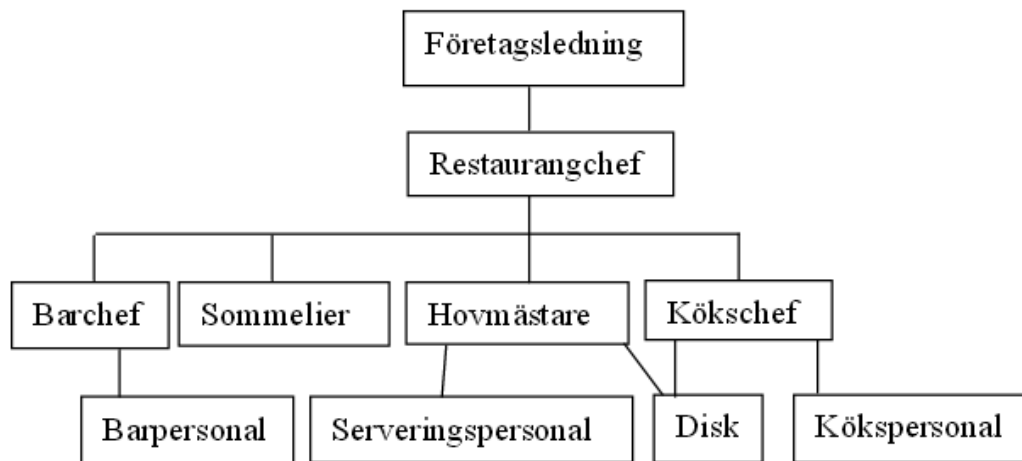 Företagsledning
Restaurangchef
Barchef
Sommelier
Hovmästare
Kökschef
Barpersonal
Serveringspersonal
Disk
Kökspersonal